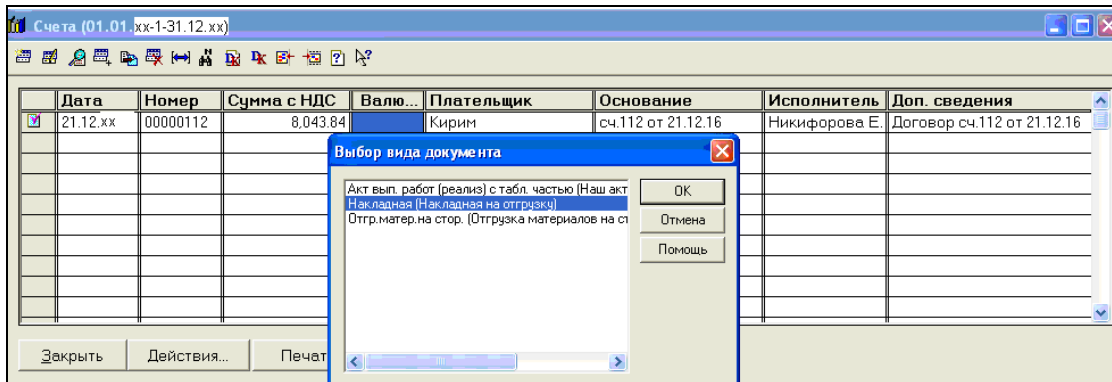 Счета (01.01.xx-1-31.12.xx)
Дата Номер Сумма с НДС Валю... Плательщик Основание Исполнитель Доп. сведения
21.12.xx 00000112 8,043.84 Кирим сч.112 от 21.12.16 Никифорова Е. Договор сч.112 от 21.12.16
Выбор вида документа
Акт вып. работ (реализ) с табл. частью (Наш акт
Накладная (Накладная на отгрузку)
Отгр.матер.на стор. (Отгрузка материалов на ст
OK
Отмена
Помощь
Закрыть Действия... Печат